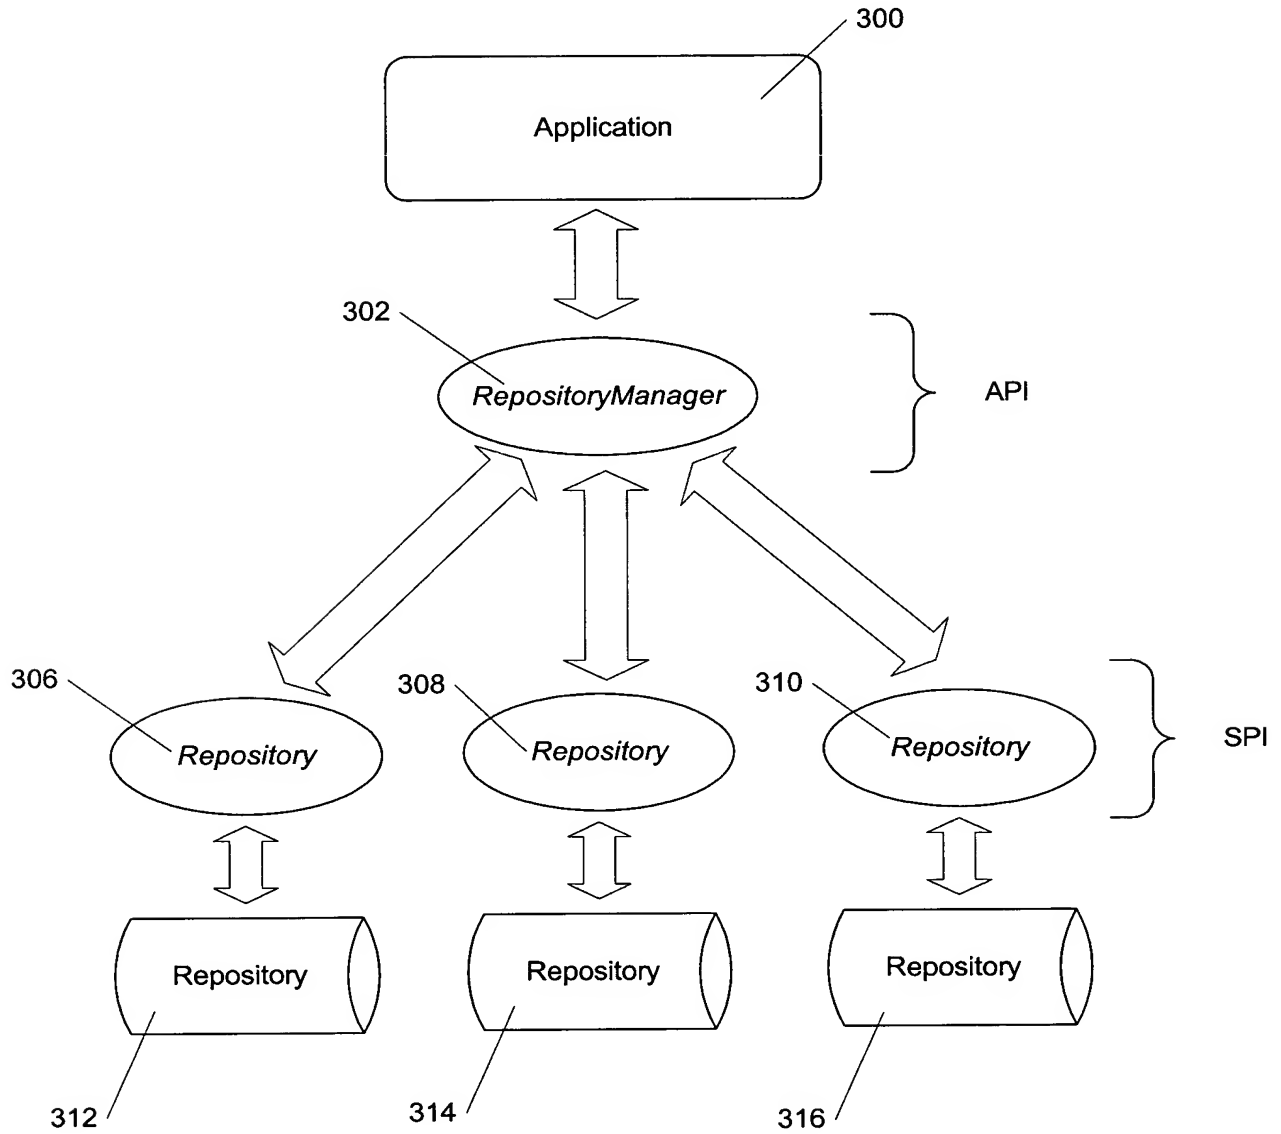 300
Application
302
RepositoryManager
API
306
308
310
Repository
Repository
Repository
SPI
Repository
Repository
Repository
312
314
316